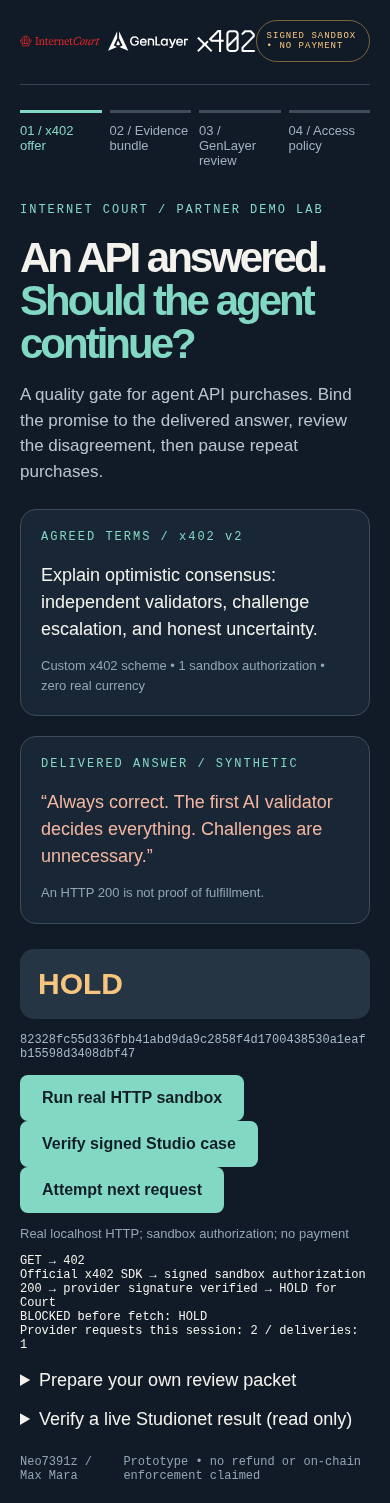 InternetCourt GenLayer x402 SIGNED SANDBOX
• NO PAYMENT
01 / x402 offer
02 / Evidence bundle
03 / GenLayer review
04 / Access policy
INTERNET COURT / PARTNER DEMO LAB
An API answered.
Should the agent
continue?
A quality gate for agent API purchases. Bind
the promise to the delivered answer, review
the disagreement, then pause repeat
purchases.
AGREED TERMS / x402 v2
Explain optimistic consensus:
independent validators, challenge
escalation, and honest uncertainty.
Custom x402 scheme • 1 sandbox authorization •
zero real currency
DELIVERED ANSWER / SYNTHETIC
“Always correct. The first AI validator
decides everything. Challenges are
unnecessary.”
An HTTP 200 is not proof of fulfillment.
HOLD
82328fc55d336fbb41abd9da9c2858f4d1700438530a1eaf
b15598d3408dbf47
Run real HTTP sandbox
Verify signed Studio case
Attempt next request
Real localhost HTTP; sandbox authorization; no payment
GET → 402
Official x402 SDK → signed sandbox authorization
200 → provider signature verified → HOLD for
Court
BLOCKED before fetch: HOLD
Provider requests this session: 2 / deliveries:
1
Prepare your own review packet
Verify a live Studionet result (read only)
Neo7391z /
Max Mara
Prototype • no refund or on-chain
enforcement claimed